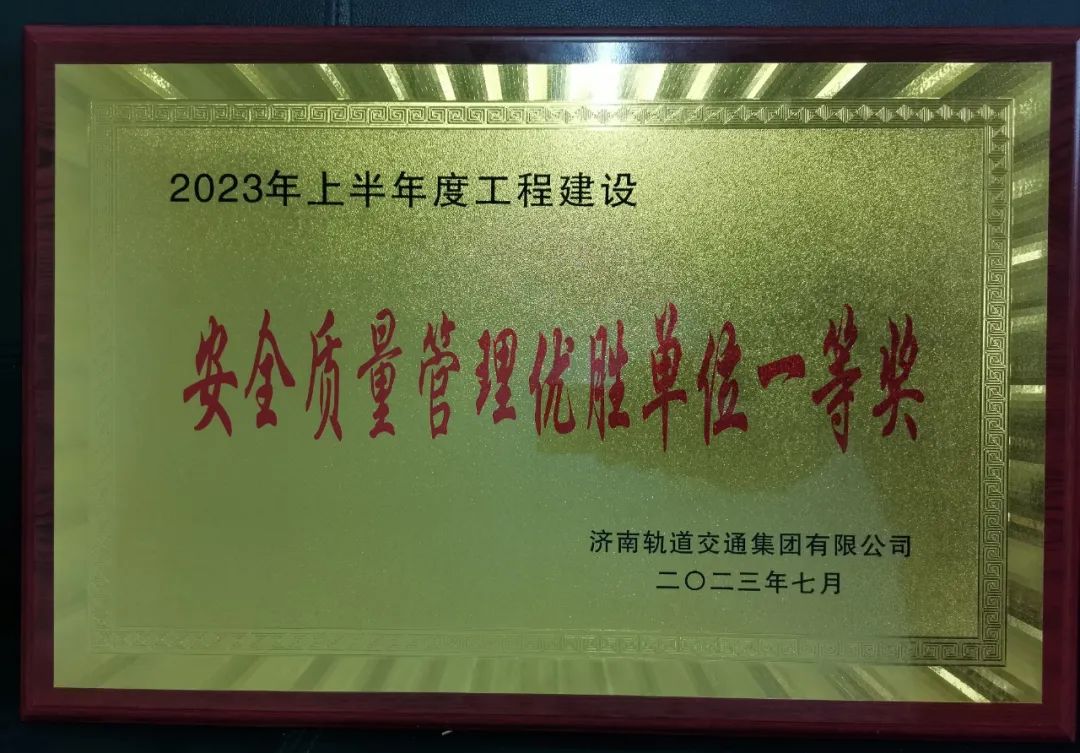 2023年上半年度工程建设
安全质量管理优胜单位一等奖
济南轨道交通集团有限公司
二〇二三年七月